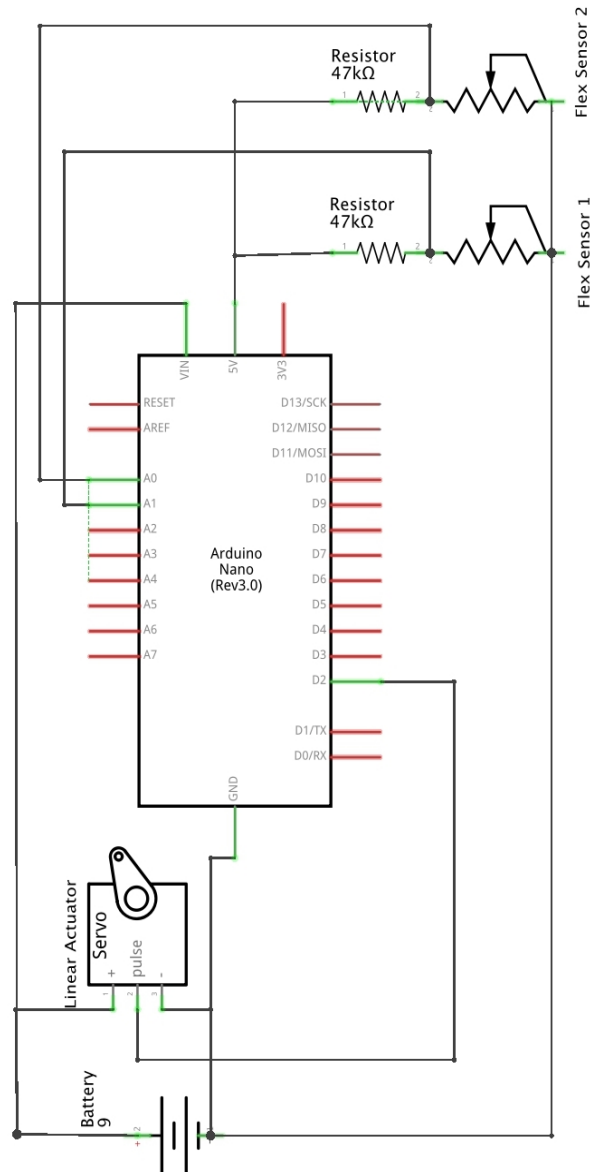 Flex Sensor 2
Resistor
47kΩ
1
2
Flex Sensor 1
Resistor
47kΩ
1
2
VIN
5V
3V3
RESET
AREF
A0
A1
A2
A3
A4
A5
A6
A7
D13/SCK
D12/MISO
D11/MOSI
D10
D9
D8
D7
D6
D5
D4
D3
D2
D1/TX
D0/RX
Arduino
Nano
(Rev3.0)
GND
Linear Actuator
Servo
+
pulse
-
1
2
3
Battery
9
2
+